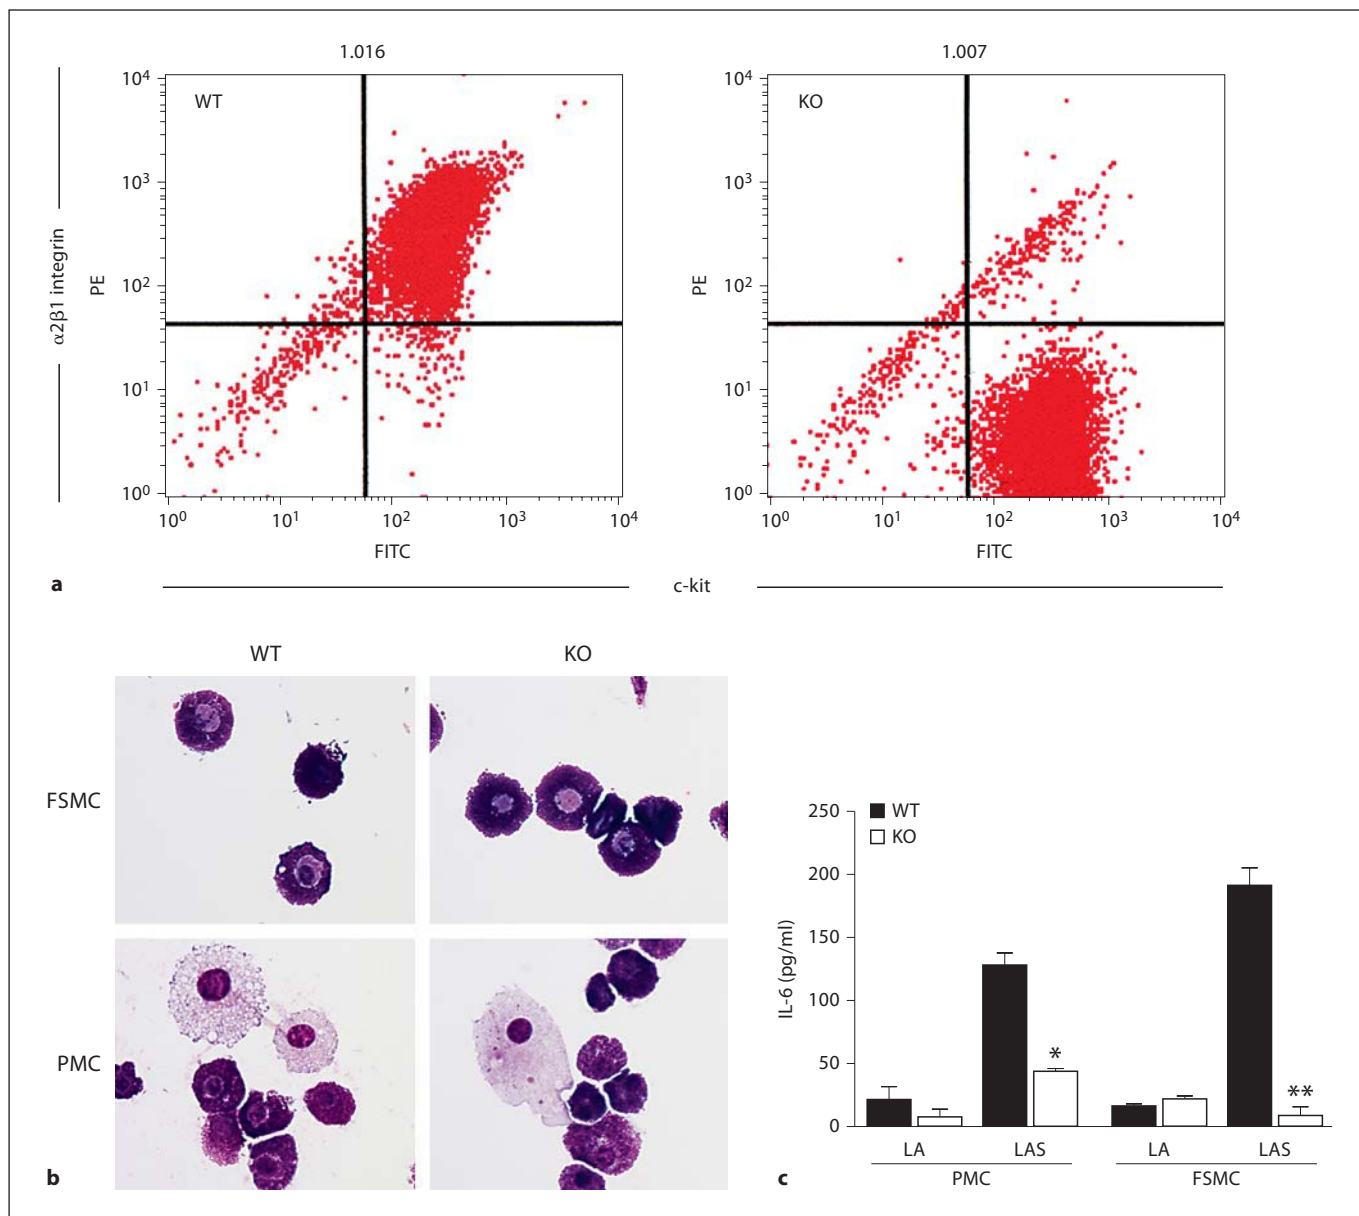 1.016
1.007
WT
KO
10⁴
10³
10²
10¹
10⁰
10⁴
10³
10²
10¹
10⁰
α2β1 integrin
PE
PE
10⁰ 10¹ 10² 10³ 10⁴
10⁰ 10¹ 10² 10³ 10⁴
FITC
FITC
a
c-kit
WT
KO
FSMC
PMC
b
250
200
150
100
50
0
IL-6 (pg/ml)
WT
KO
*
**
LA LAS LA LAS
PMC FSMC
c